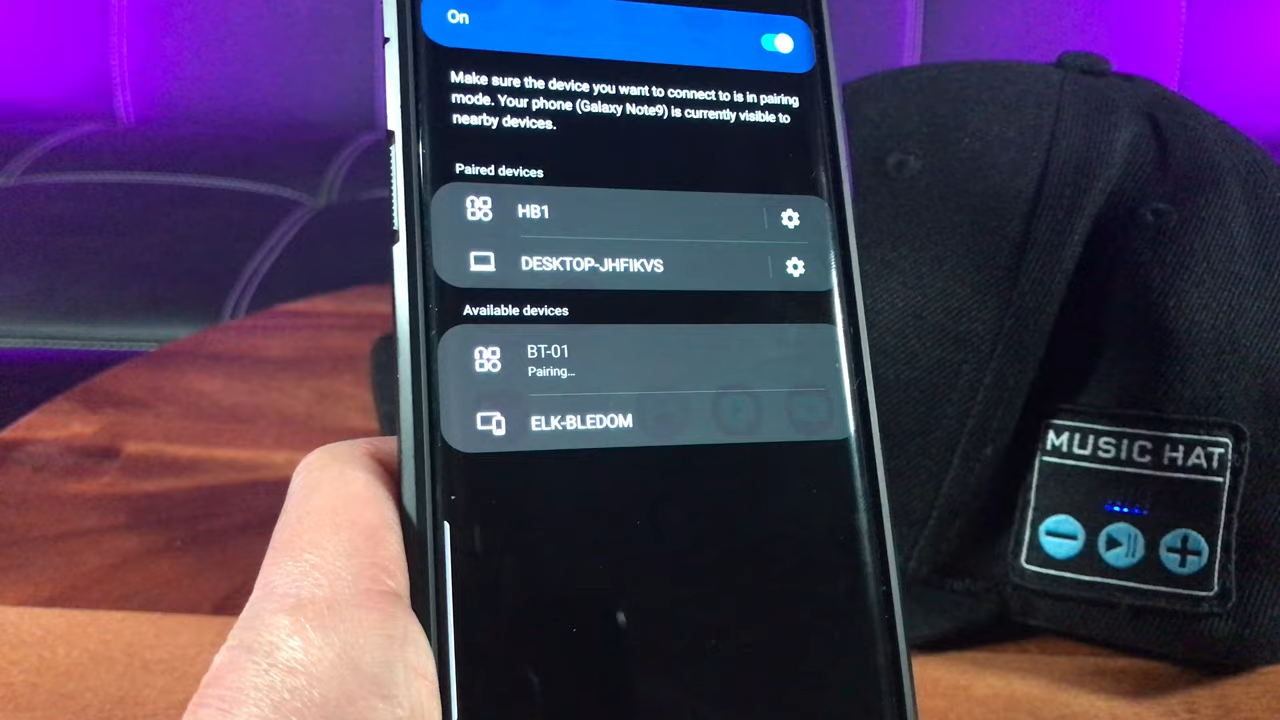 On
Make sure the device you want to connect to is in pairing
mode. Your phone (Galaxy Note9) is currently visible to
nearby devices.
Paired devices
HB1
DESKTOP-JHFIKVS
Available devices
BT-01
Pairing...
ELK-BLEDOM
MUSIC HAT